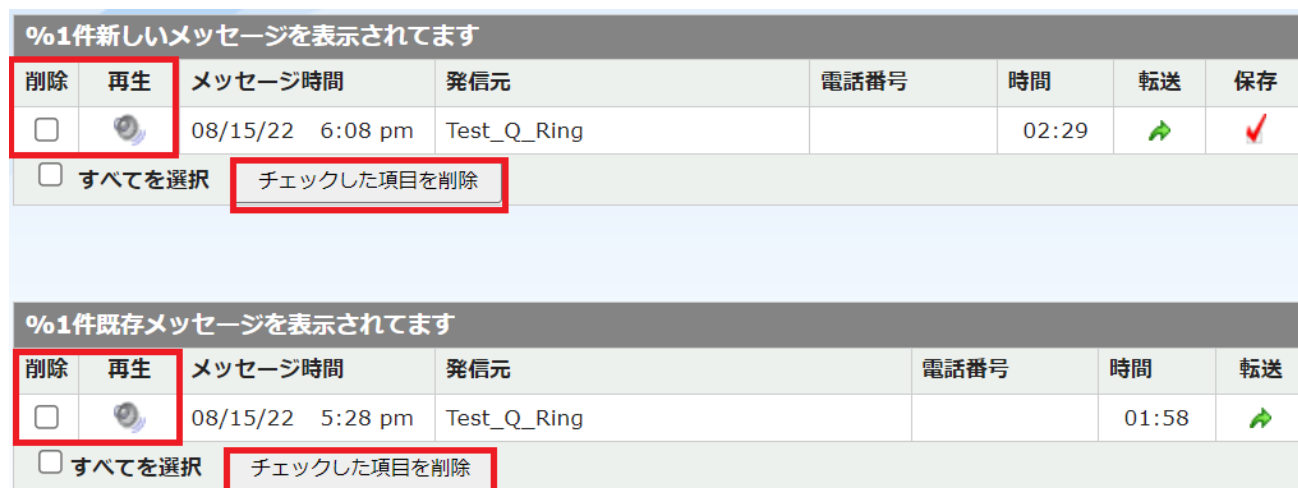 %1件新しいメッセージを表示されてます
削除 再生 メッセージ時間 発信元 電話番号 時間 転送 保存
08/15/22 6:08 pm Test_Q_Ring 02:29
すべてを選択 チェックした項目を削除
%1件既存メッセージを表示されてます
削除 再生 メッセージ時間 発信元 電話番号 時間 転送
08/15/22 5:28 pm Test_Q_Ring 01:58
すべてを選択 チェックした項目を削除